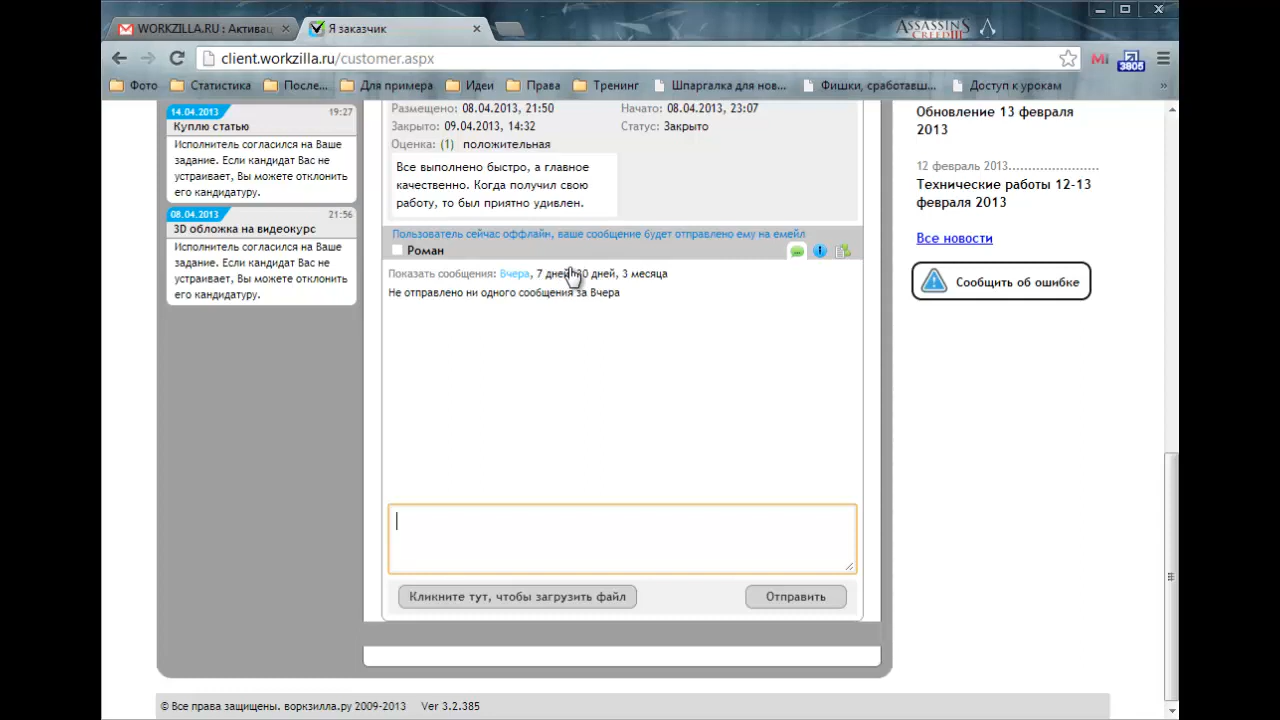 WORKZILLA.RU : Активац
Я заказчик
ASSASSINS CREED III
client.workzilla.ru/customer.aspx
3805
Фото
Статистика
После...
Для примера
Идеи
Права
Тренинг
Шпаргалка для нов...
Фишки, сработавш...
Доступ к урокам
»
14.04.2013 19:27
Куплю статью
Исполнитель согласился на Ваше
задание. Если кандидат Вас не
устраивает, Вы можете отклонить
его кандидатуру.
08.04.2013 21:56
3D обложка на видеокурс
Исполнитель согласился на Ваше
задание. Если кандидат Вас не
устраивает, Вы можете отклонить
его кандидатуру.
Размещено: 08.04.2013, 21:50 Начато: 08.04.2013, 23:07
Закрыто: 09.04.2013, 14:32 Статус: Закрыто
Оценка: (1) положительная
Все выполнено быстро, а главное
качественно. Когда получил свою
работу, то был приятно удивлен.
Пользователь сейчас оффлайн, ваше сообщение будет отправлено ему на емейл
Роман
Показать сообщения: Вчера, 7 дней, 30 дней, 3 месяца
Не отправлено ни одного сообщения за Вчера
Кликните тут, чтобы загрузить файл
Отправить
Обновление 13 февраля
2013
12 февраль 2013
Технические работы 12-13
февраля 2013
Все новости
Сообщить об ошибке
© Все права защищены. воркзилла.ру 2009-2013 Ver 3.2.385